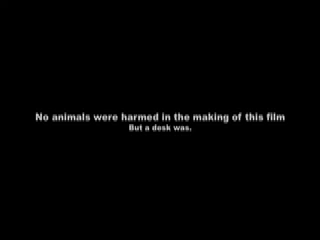 No animals were harmed in the making of this film
But a desk was.